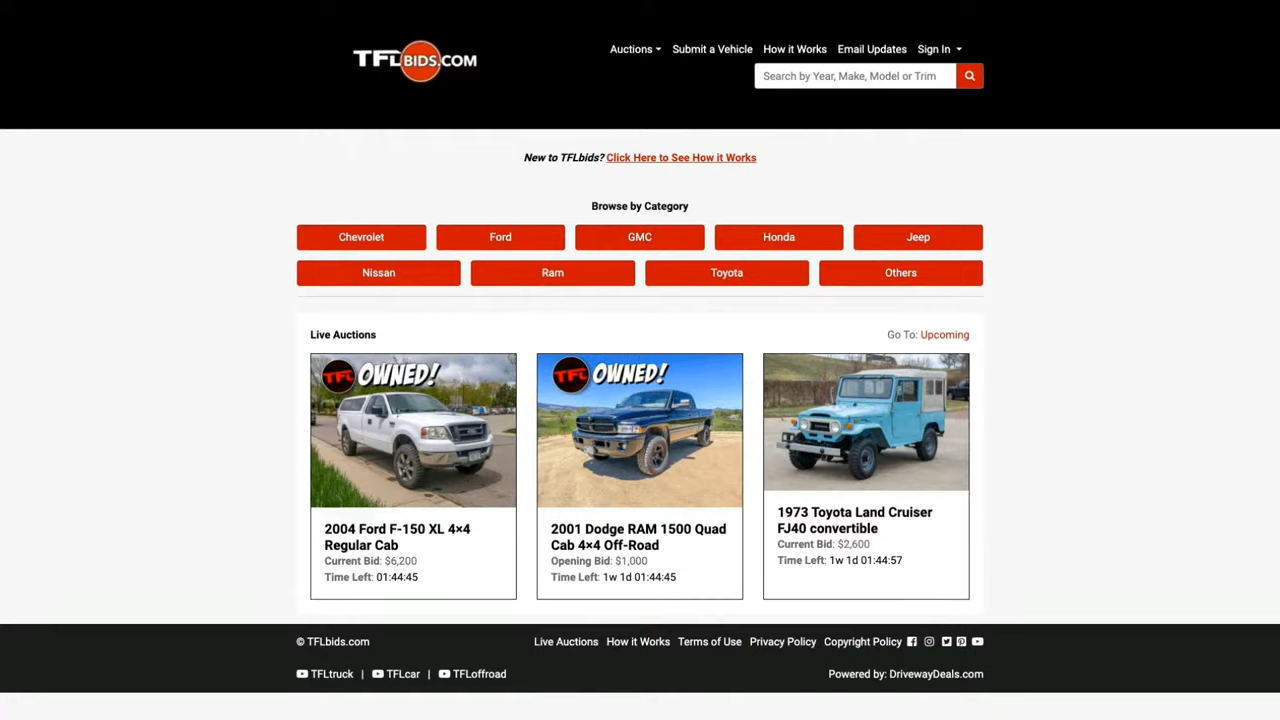 TFLBIDS.COM
Auctions
Submit a Vehicle
How it Works
Email Updates
Sign In
Search by Year, Make, Model or Trim
New to TFLbids? Click Here to See How it Works
Browse by Category
Chevrolet
Ford
GMC
Honda
Jeep
Nissan
Ram
Toyota
Others
Live Auctions
Go To: Upcoming
TFL OWNED!
2004 Ford F-150 XL 4×4
Regular Cab
Current Bid: $6,200
Time Left: 01:44:45
TFL OWNED!
2001 Dodge RAM 1500 Quad
Cab 4×4 Off-Road
Opening Bid: $1,000
Time Left: 1w 1d 01:44:45
1973 Toyota Land Cruiser
FJ40 convertible
Current Bid: $2,600
Time Left: 1w 1d 01:44:57
© TFLbids.com
Live Auctions
How it Works
Terms of Use
Privacy Policy
Copyright Policy
TFLtruck | TFLcar | TFLoffroad
Powered by: DrivewayDeals.com